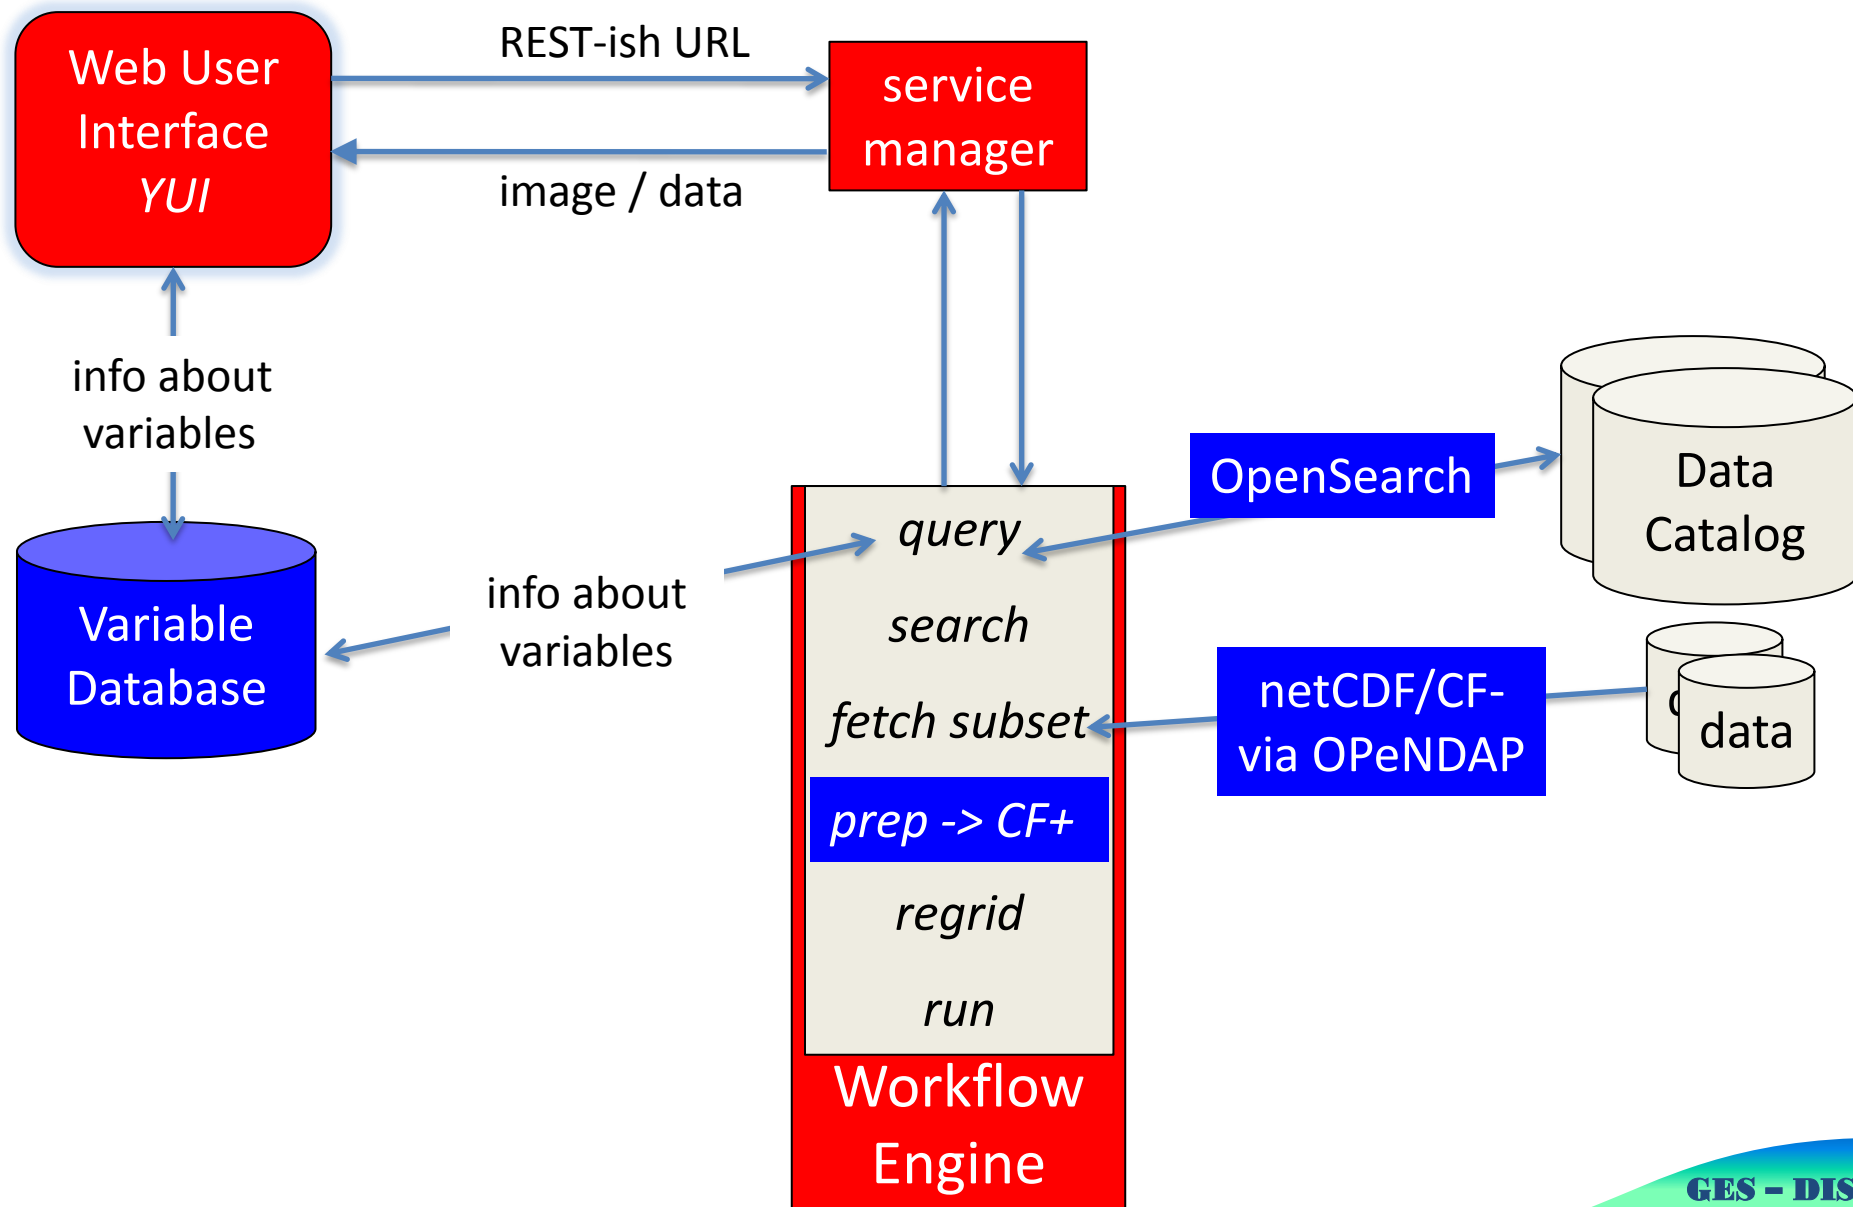 Web User
Interface
YUI
REST-ish URL
image / data
service
manager
info about
variables
Variable
Database
info about
variables
query
search
fetch subset
prep -> CF+
regrid
run
Workflow
Engine
OpenSearch
Data
Catalog
netCDF/CF-
via OPeNDAP
data
GES – DIS